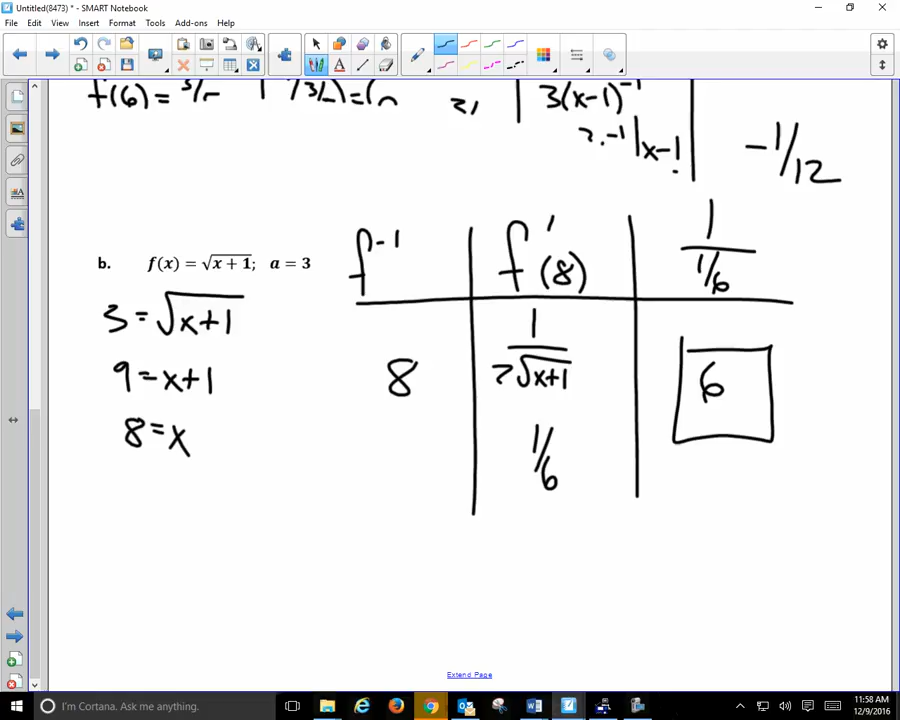 Untitled(8473) * - SMART Notebook
File Edit View Insert Format Tools Add-ons Help
f(6) =
3(x-1)⁻¹
x-1
-1/12
b. f(x) = √x + 1; a = 3
f⁻¹
f'(8)
1
1/6
3 = √x+1
9 = x+1
8 = x
8
1
2√x+1
1/6
6
Extend Page
I'm Cortana. Ask me anything.
11:58 AM
12/9/2016